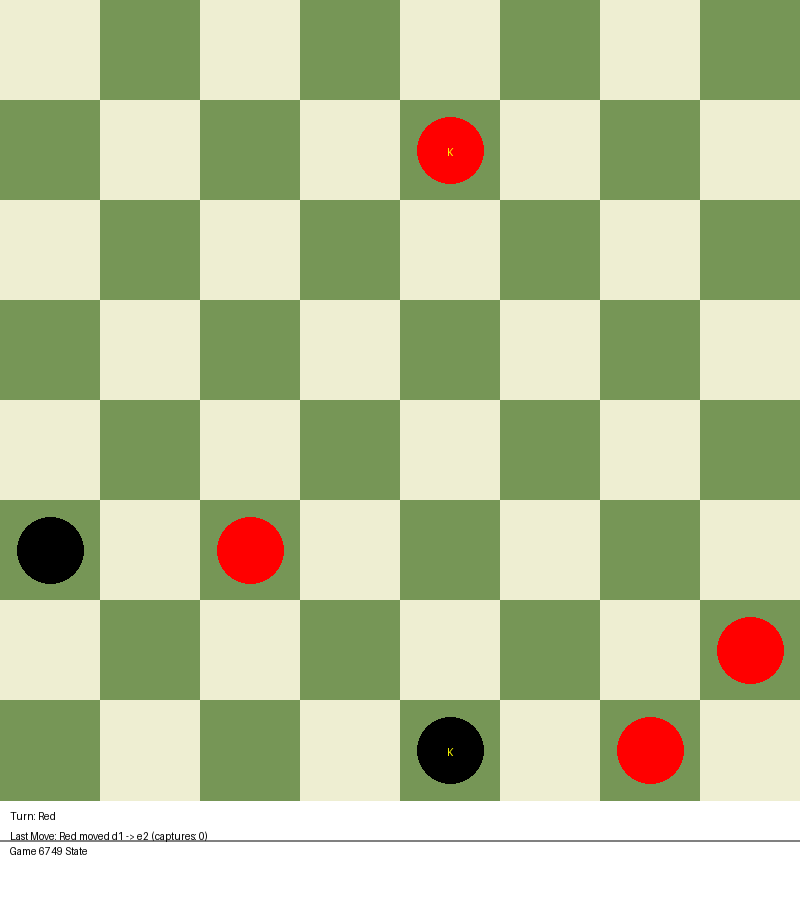 K
K
Turn: Red
Last Move: Red moved d1 -> e2 (captures: 0)
Game 6749 State